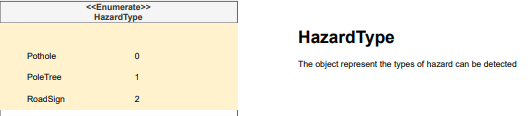 <<Enumerate>>
HazardType
Pothole 0
PoleTree 1
RoadSign 2
HazardType
The object represent the types of hazard can be detected